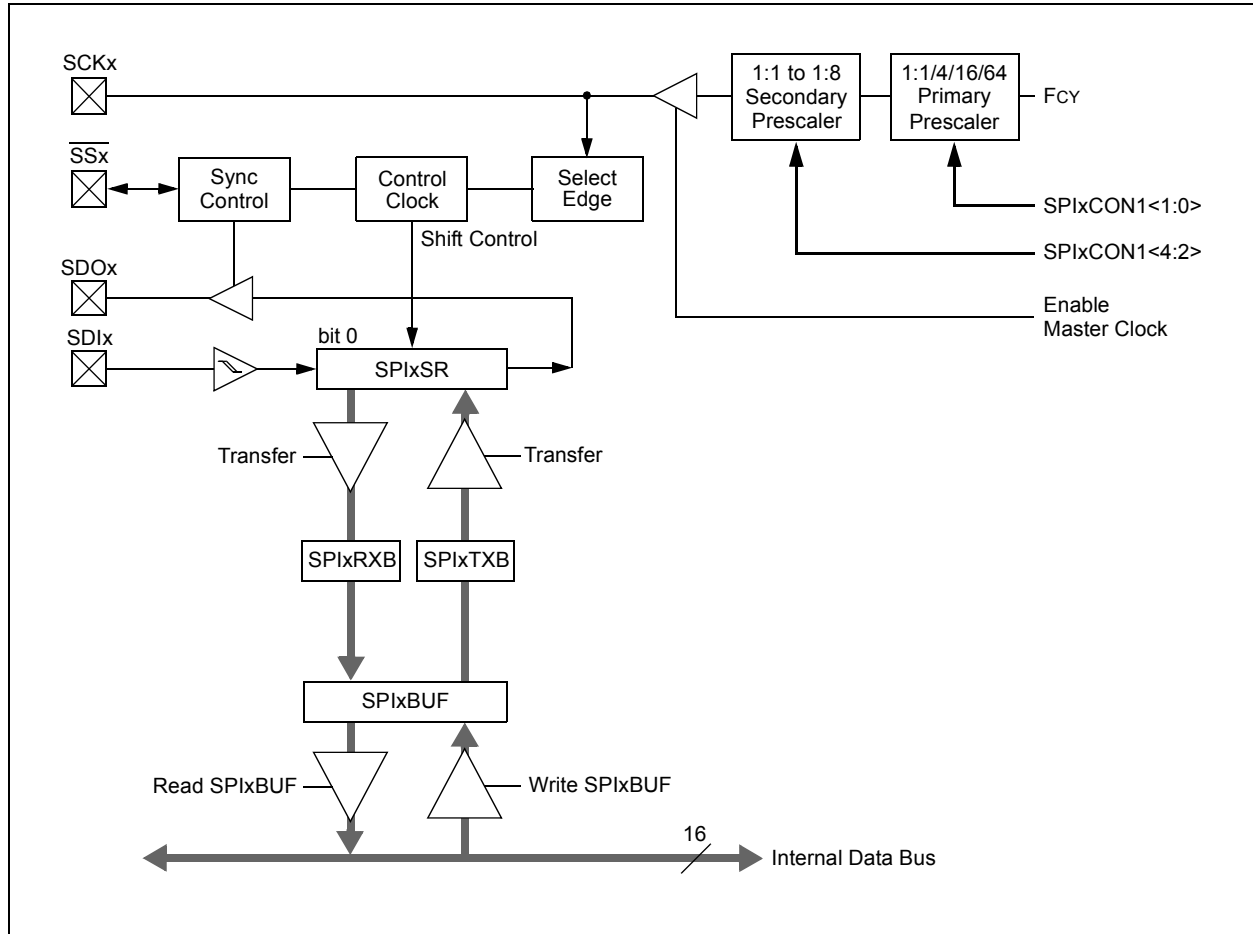 SCKx
SSx
SDOx
SDIx
1:1 to 1:8
Secondary
Prescaler
1:1/4/16/64
Primary
Prescaler
FCY
Sync
Control
Control
Clock
Select
Edge
Shift Control
SPIxCON1<1:0>
SPIxCON1<4:2>
Enable
Master Clock
bit 0
SPIxSR
Transfer
Transfer
SPIxRXB
SPIxTXB
SPIxBUF
Read SPIxBUF
Write SPIxBUF
16
Internal Data Bus